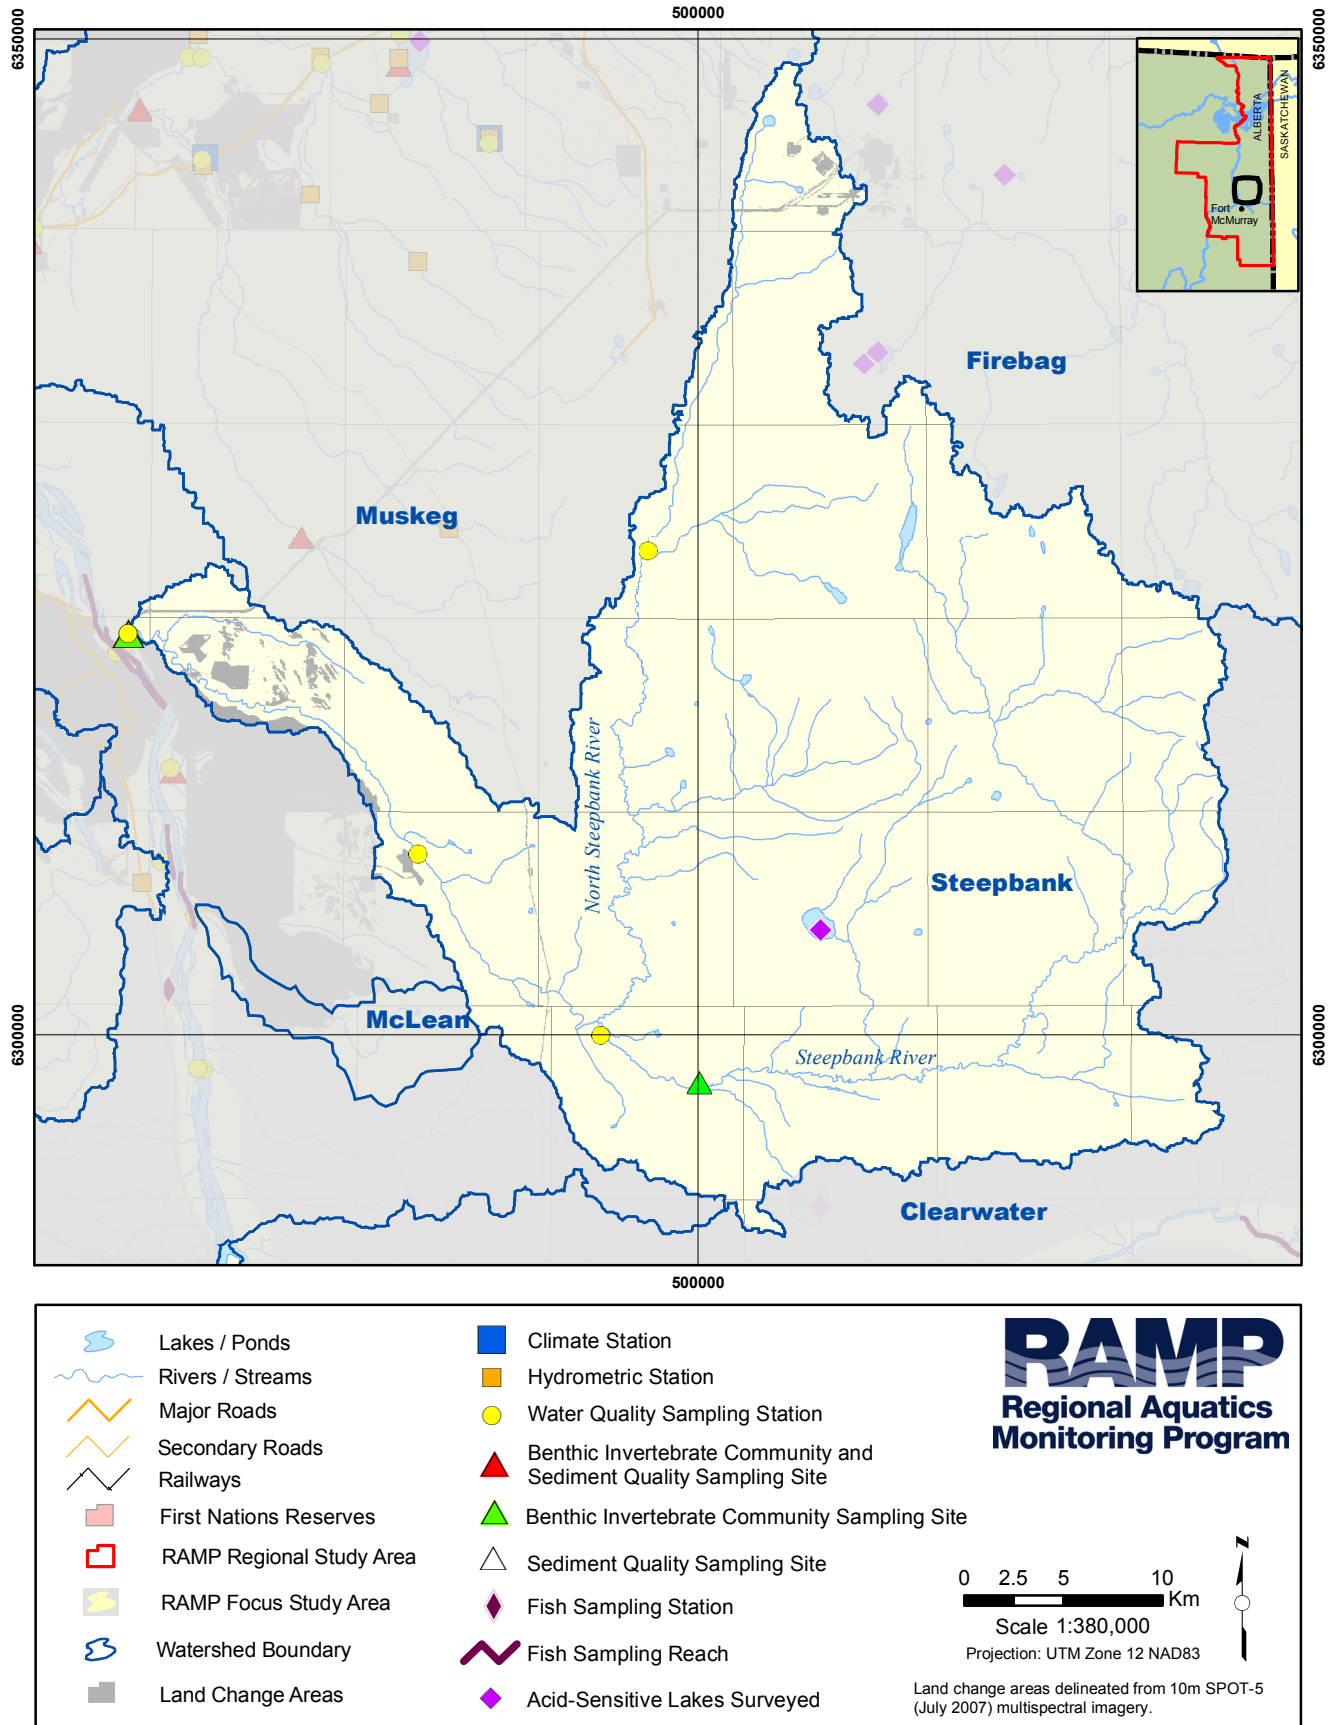 500000
6350000
6350000
ALBERTA
SASKATCHEWAN
Fort
McMurray
Firebag
Muskeg
North Steepbank River
Steepbank
McLean
6300000
6300000
Steepbank River
Clearwater
500000
Lakes / Ponds
Rivers / Streams
Major Roads
Secondary Roads
Railways
First Nations Reserves
RAMP Regional Study Area
RAMP Focus Study Area
Watershed Boundary
Land Change Areas
Climate Station
Hydrometric Station
Water Quality Sampling Station
Benthic Invertebrate Community and
Sediment Quality Sampling Site
Benthic Invertebrate Community Sampling Site
Sediment Quality Sampling Site
Fish Sampling Station
Fish Sampling Reach
Acid-Sensitive Lakes Surveyed
RAMP
Regional Aquatics
Monitoring Program
N
0 2.5 5 10
Km
Scale 1:380,000
Projection: UTM Zone 12 NAD83
Land change areas delineated from 10m SPOT-5
(July 2007) multispectral imagery.